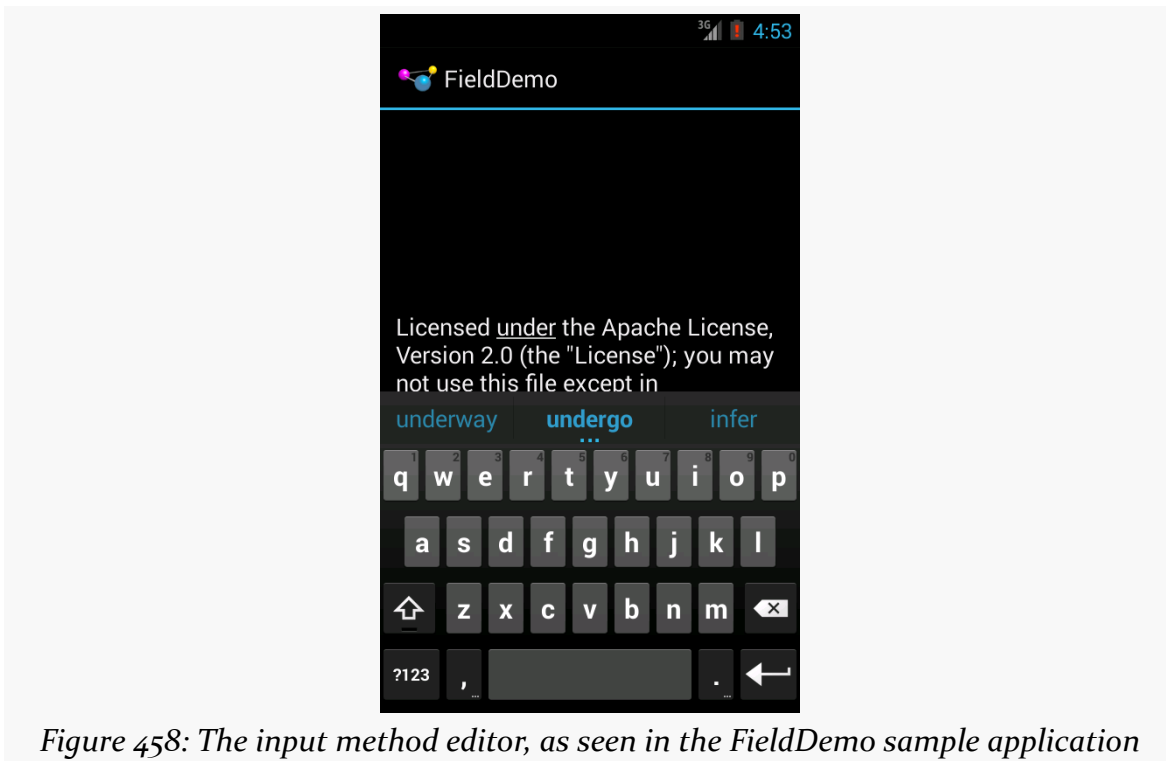 3G 4:53
FieldDemo
Licensed under the Apache License,
Version 2.0 (the "License"); you may
not use this file except in
underway undergo infer
1 2 3 4 5 6 7 8 9 0
q w e r t y u i o p
a s d f g h j k l
z x c v b n m
?123 , .
Figure 458: The input method editor, as seen in the FieldDemo sample application